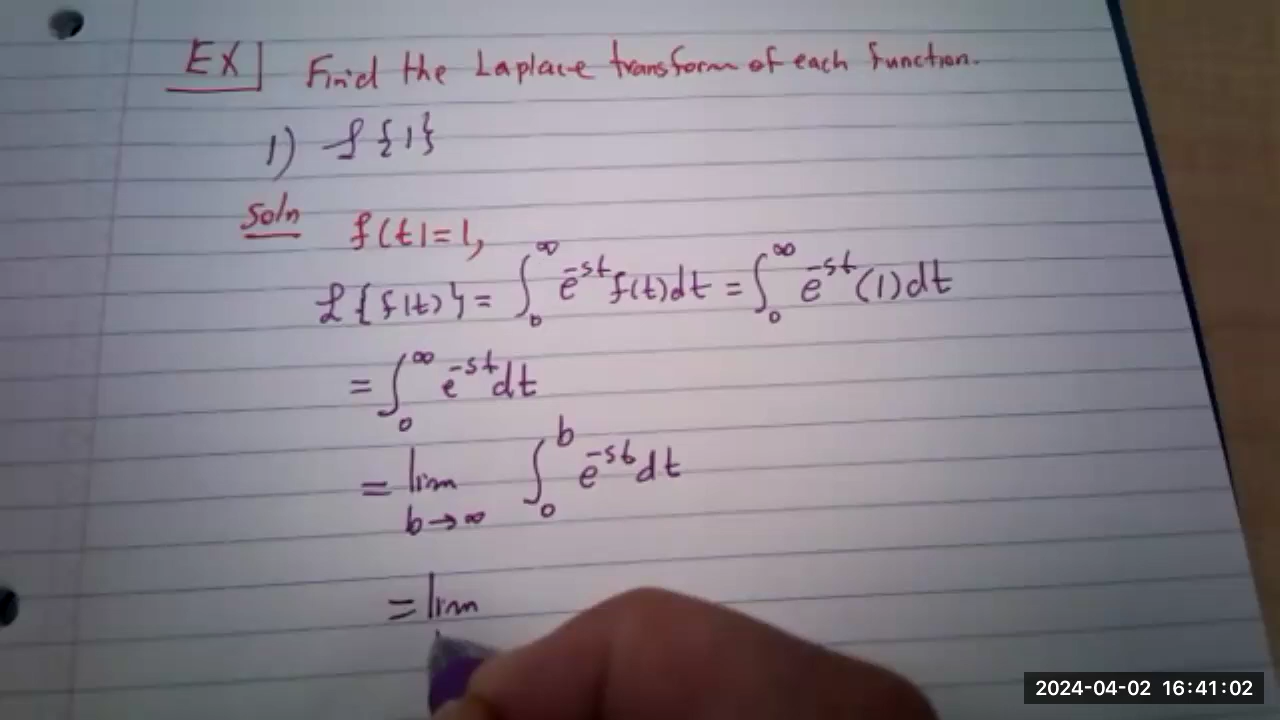 EX Find the Laplace transform of each function.
1) ℒ{1}
Soln f(t)=1,
ℒ{f(t)}= ∫₀^∞ e^-st f(t)dt = ∫₀^∞ e^-st (1)dt
= ∫₀^∞ e^-st dt
= lim b→∞ ∫₀^b e^-st dt
= lim
2024-04-02 16:41:02